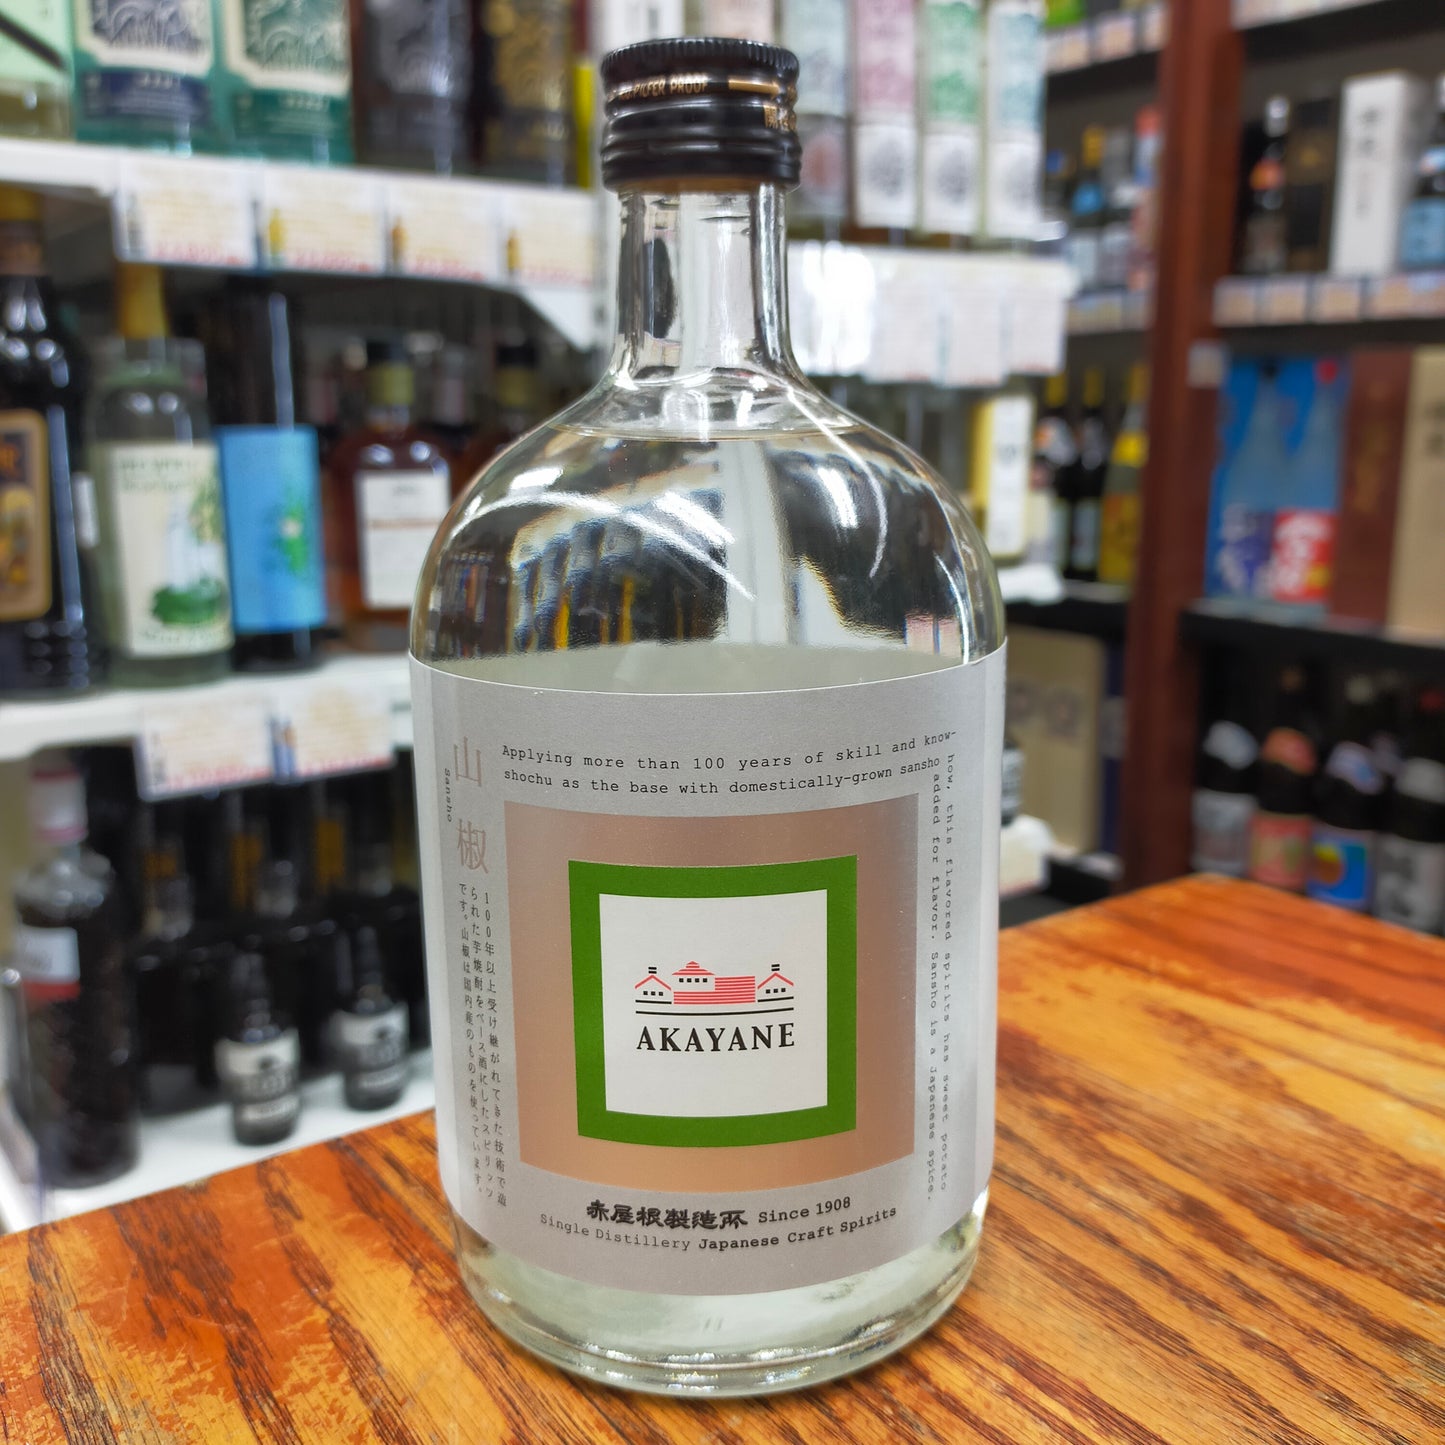 PILFER PROOF
山椒
Sansho
Applying more than 100 years of skill and know-
how, this flavored spirits has sweet potato
shochu as the base with domestically-grown sansho
added for flavor. Sansho is a Japanese spice.
100年以上受け継がれてきた技術で造
られた芋焼酎をベース酒にしたスピリッツ
です。山椒は国内産のものを使っています。
AKAYANE
赤屋根製造所 Since 1908
Single Distillery Japanese Craft Spirits